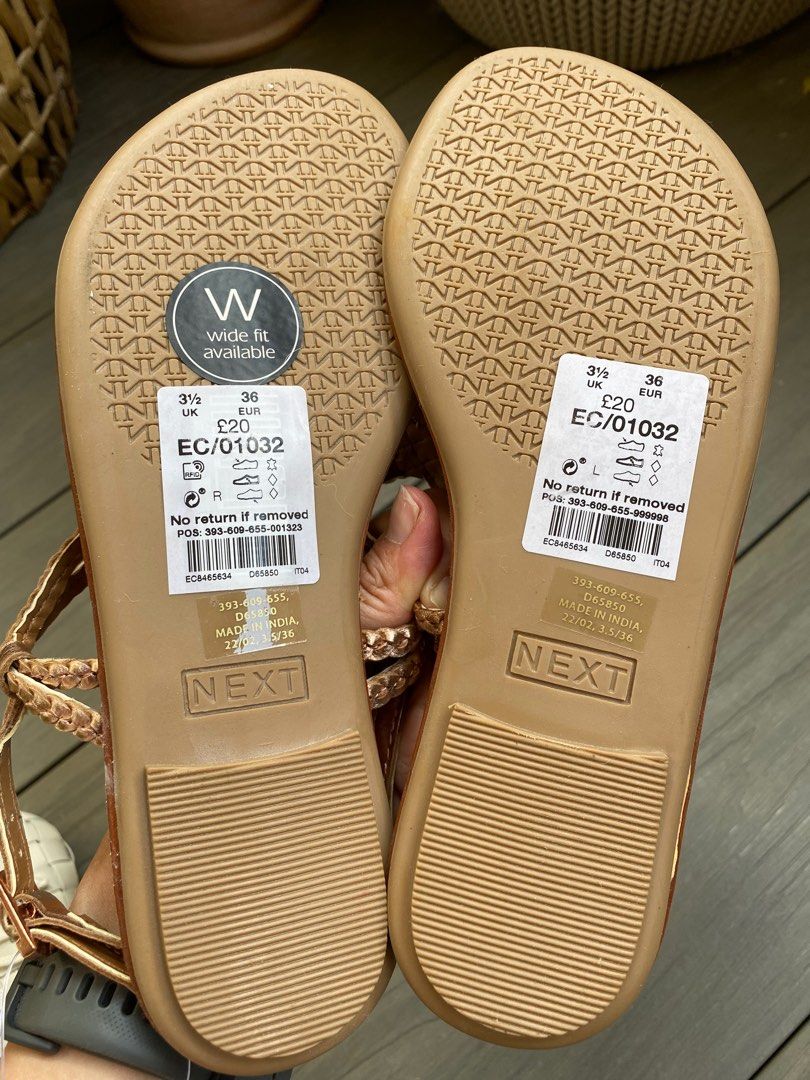 W
wide fit
available
3½ 36
UK EUR
£20
EC/01032
RFID
R
No return if removed
POS: 393-609-655-001323
EC8465634 D65850 IT04
393-609-655,
D65850
MADE IN INDIA,
22/02, 3.5/36
NEXT
3½ 36
UK EUR
£20
EC/01032
L
No return if removed
POS: 393-609-655-999998
EC8465634 D65850 IT04
393-609-655,
D65850
MADE IN INDIA,
22/02, 3.5/36
NEXT